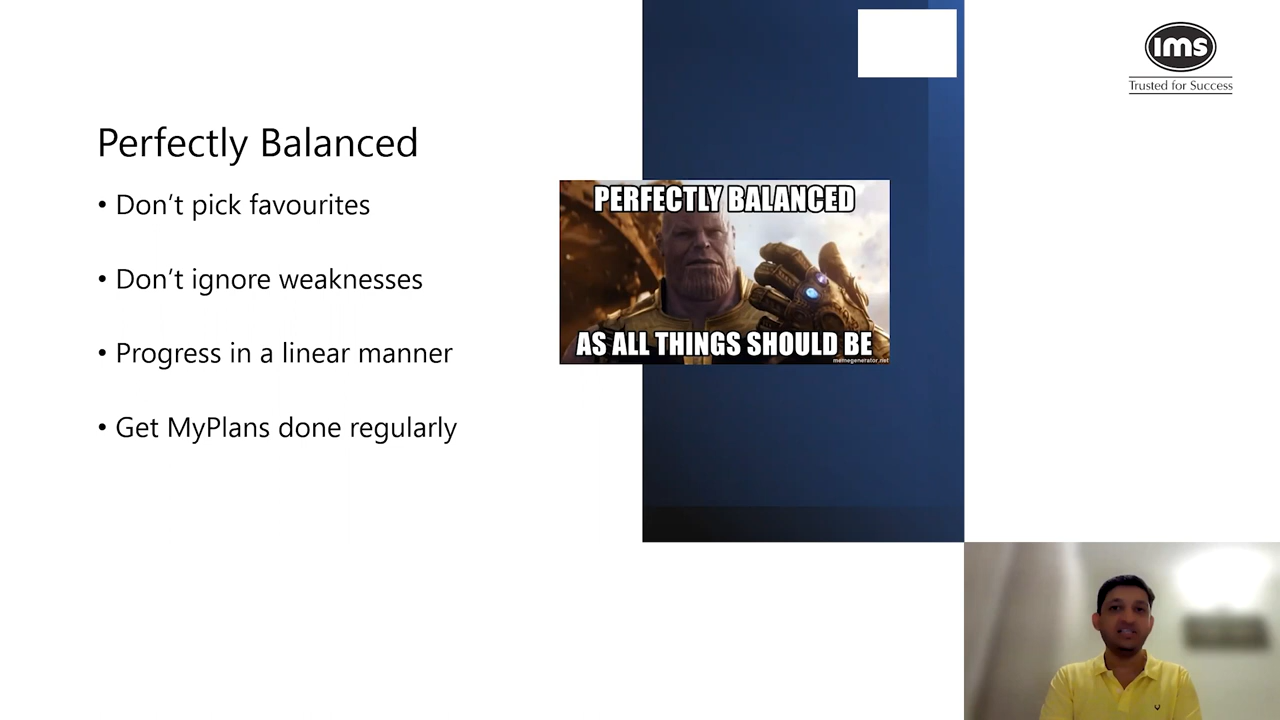 ims
Trusted for Success
Perfectly Balanced
• Don't pick favourites
• Don't ignore weaknesses
• Progress in a linear manner
• Get MyPlans done regularly
PERFECTLY BALANCED
AS ALL THINGS SHOULD BE
memegenerator.net